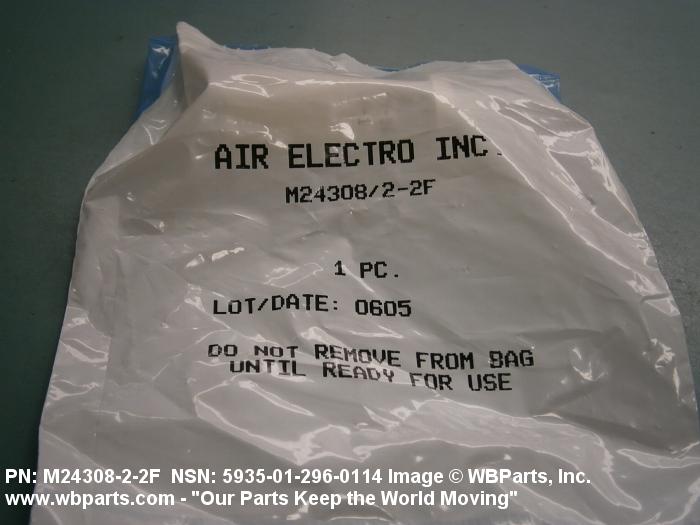 AIR ELECTRO INC.
M24308/2-2F
1 PC.
LOT/DATE: 0605
DO NOT REMOVE FROM BAG
UNTIL READY FOR USE
PN: M24308-2-2F NSN: 5935-01-296-0114 Image © WBParts, Inc.
www.wbparts.com - "Our Parts Keep the World Moving"